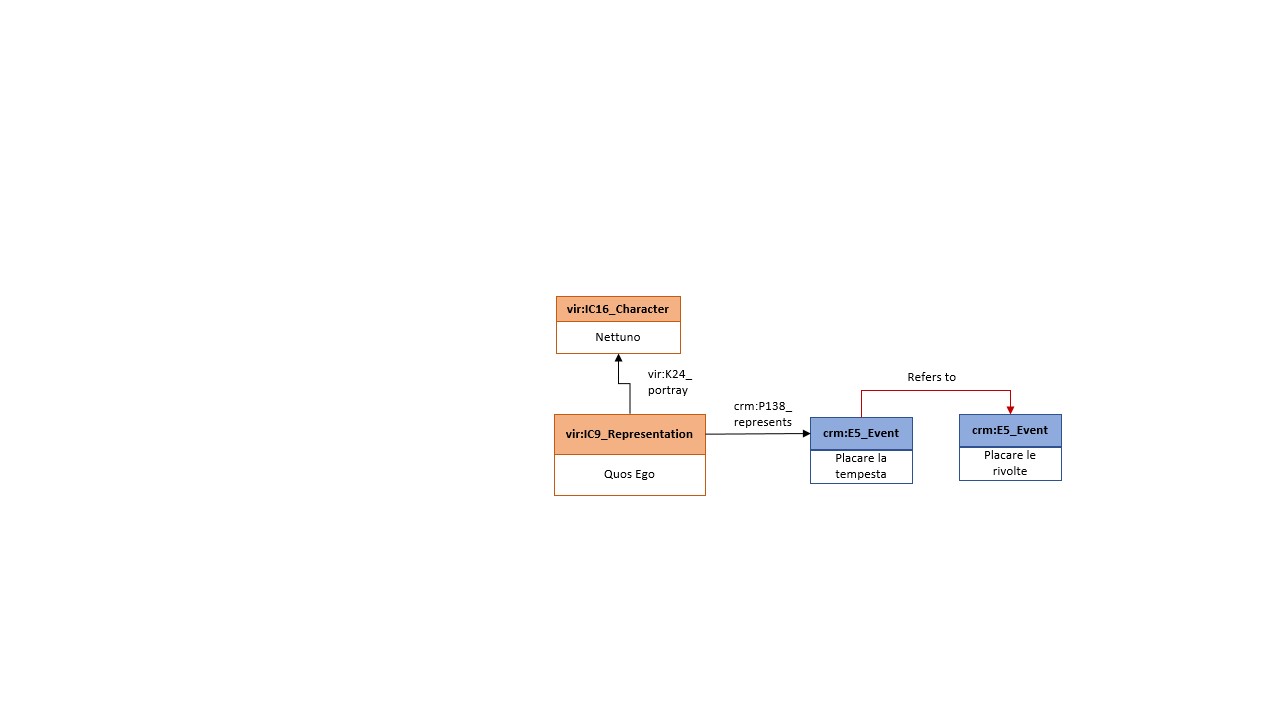 vir:IC16_Character
Nettuno
vir:K24_
portray
Refers to
crm:P138_
represents
vir:IC9_Representation
Quos Ego
crm:E5_Event
Placare la
tempesta
crm:E5_Event
Placare le
rivolte